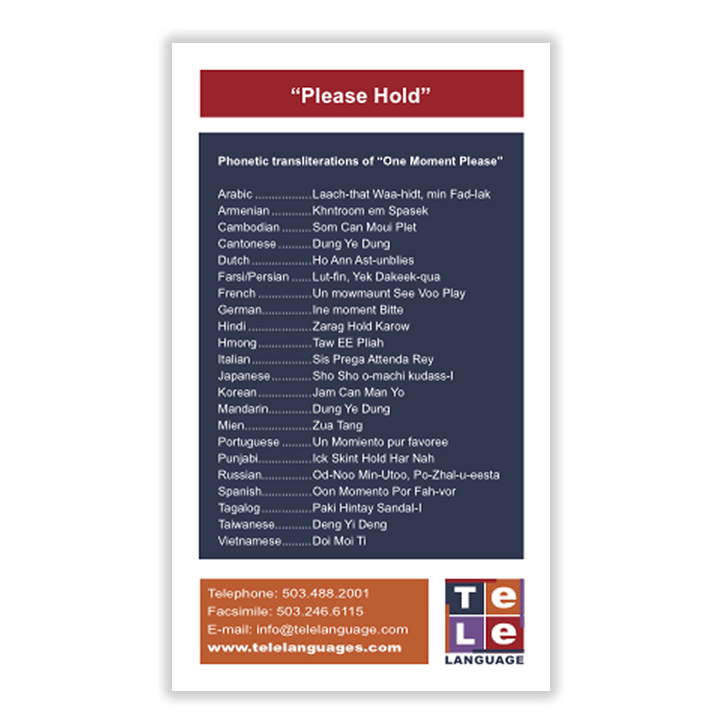 “Please Hold”
Phonetic transliterations of “One Moment Please”
Arabic .................Laach-that Waa-hidt, min Fad-lak
Armenian ............Khntroom em Spasek
Cambodian .........Som Can Moui Plet
Cantonese ..........Dung Ye Dung
Dutch ..................Ho Ann Ast-unblies
Farsi/Persian ......Lut-fin, Yek Dakeek-qua
French ................Un mowmaunt See Voo Play
German...............Ine moment Bitte
Hindi ...................Zarag Hold Karow
Hmong ................Taw EE Pliah
Italian ..................Sis Prega Attenda Rey
Japanese ............Sho Sho o-machi kudass-I
Korean ................Jam Can Man Yo
Mandarin.............Dung Ye Dung
Mien....................Zua Tang
Portuguese .........Un Momiento pur favoree
Punjabi................Ick Skint Hold Har Nah
Russian...............Od-Noo Min-Utoo, Po-Zhal-u-eesta
Spanish...............Oon Momento Por Fah-vor
Tagalog...............Paki Hintay Sandal-I
Taiwanese...........Deng Yi Deng
Vietnamese.........Doi Moi Ti
Telephone: 503.488.2001
Facsimile: 503.246.6115
E-mail: info@telelanguage.com
www.telelanguages.com
Te
Le
LANGUAGE